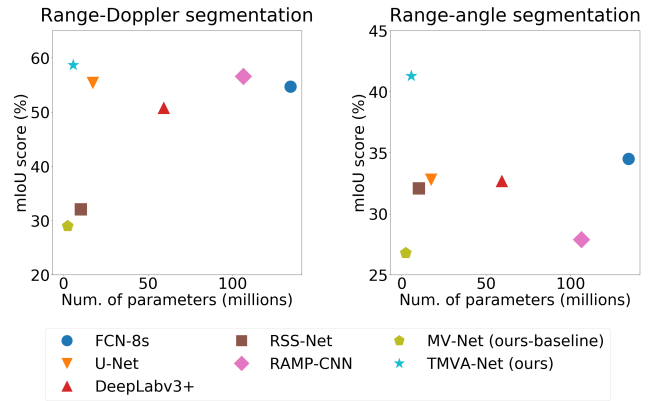 Range-Doppler segmentation
60
50
40
30
20
mIoU score (%)
0 50 100
Num. of parameters (millions)
Range-angle segmentation
45
40
35
30
25
mIoU score (%)
0 50 100
Num. of parameters (millions)
FCN-8s
U-Net
DeepLabv3+
RSS-Net
RAMP-CNN
MV-Net (ours-baseline)
TMVA-Net (ours)